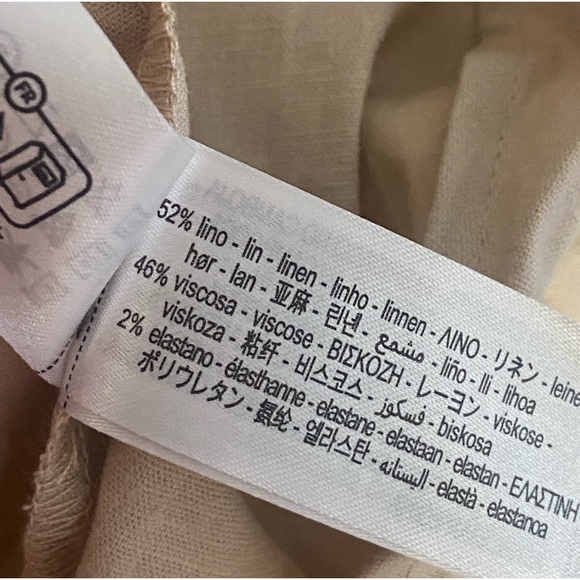 FR
52% lino - lin - linen - linho - linnen - ΛΙΝΟ - リネン - leine
hør - lan - 亚麻 - 린넨 - مشمع - liño - lli - lihoa
46% viscosa - viscose - ΒΙΣΚΟΖΗ - レーヨン - viskose -
viskoza - 粘纤 - 비스코스 - فسكوز - biskosa
2% elastano - élasthanne - elastane - elastaan - elastan - ΕΛΑΣΤΙΝΗ
ポリウレタン - 氨纶 - 엘라스탄 - اليستانه - elastà - elastanoa